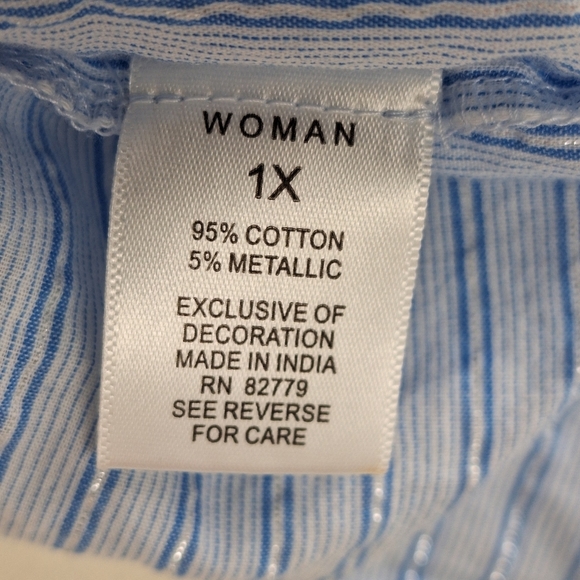 WOMAN
1X
95% COTTON
5% METALLIC
EXCLUSIVE OF
DECORATION
MADE IN INDIA
RN 82779
SEE REVERSE
FOR CARE